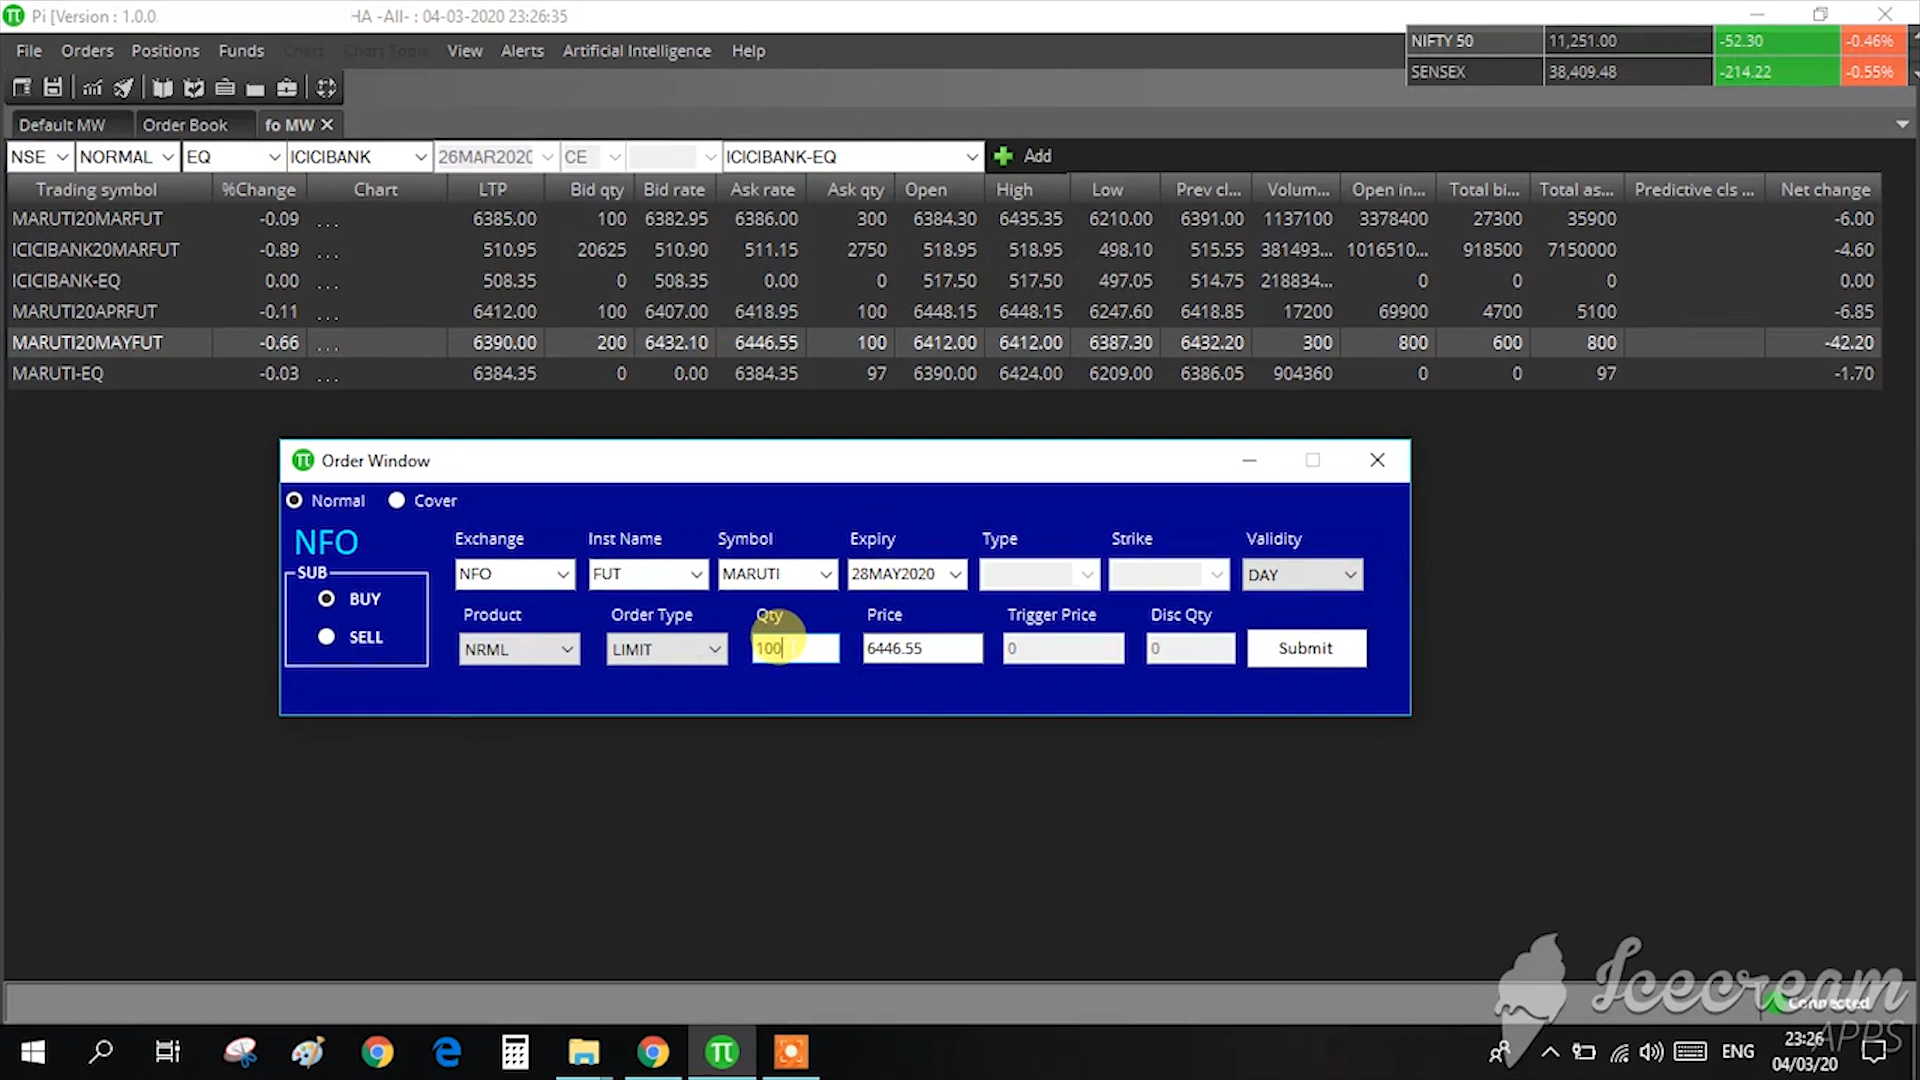 Pi [Version : 1.0.0. HA -All- : 04-03-2020 23:26:35
File Orders Positions Funds Chart Chart Tools View Alerts Artificial Intelligence Help
NIFTY 50 11,251.00 -52.30 -0.46%
SENSEX 38,409.48 -214.22 -0.55%
Default MW Order Book fo MW
NSE NORMAL EQ ICICIBANK 26MAR2020 CE ICICIBANK-EQ Add
Trading symbol %Change Chart LTP Bid qty Bid rate Ask rate Ask qty Open High Low Prev cl... Volum... Open in... Total bi... Total as... Predictive cls ... Net change
MARUTI20MARFUT -0.09 ... 6385.00 100 6382.95 6386.00 300 6384.30 6435.35 6210.00 6391.00 1137100 3378400 27300 35900 -6.00
ICICIBANK20MARFUT -0.89 ... 510.95 20625 510.90 511.15 2750 518.95 518.95 498.10 515.55 381493... 1016510... 918500 7150000 -4.60
ICICIBANK-EQ 0.00 ... 508.35 0 508.35 0.00 0 517.50 517.50 497.05 514.75 218834... 0 0 0 0.00
MARUTI20APRFUT -0.11 ... 6412.00 100 6407.00 6418.95 100 6448.15 6448.15 6247.60 6418.85 17200 69900 4700 5100 -6.85
MARUTI20MAYFUT -0.66 ... 6390.00 200 6432.10 6446.55 100 6412.00 6412.00 6387.30 6432.20 300 800 600 800 -42.20
MARUTI-EQ -0.03 ... 6384.35 0 0.00 6384.35 97 6390.00 6424.00 6209.00 6386.05 904360 0 0 97 -1.70
Order Window
Normal Cover
NFO
Exchange Inst Name Symbol Expiry Type Strike Validity
SUB
NFO FUT MARUTI 28MAY2020 DAY
BUY
Product Order Type Qty Price Trigger Price Disc Qty
SELL
NRML LIMIT 100 6446.55 0 0 Submit
Icecream
Connected
APPS
ENG
23:26
04/03/20